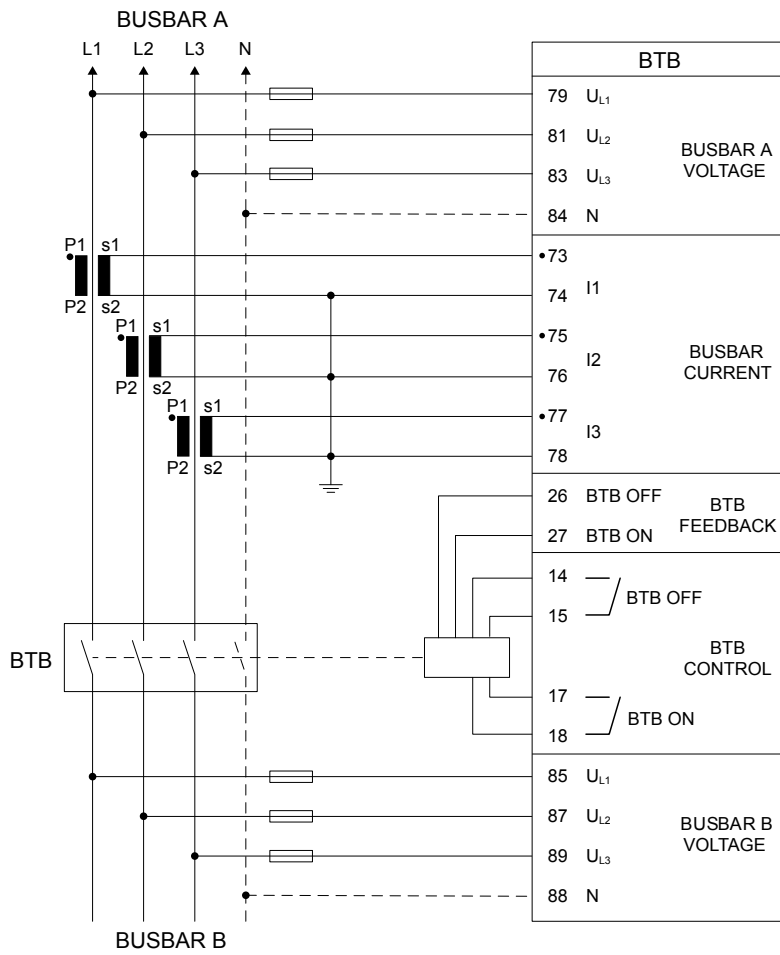 BUSBAR A
L1 L2 L3 N
BTB
79 UL1
81 UL2
BUSBAR A
VOLTAGE
83 UL3
84 N
P1 s1
73
I1
P2 s2
74
P1 s1
75
I2
BUSBAR
CURRENT
P2 s2
76
P1 s1
77
I3
P2 s2
78
26 BTB OFF
BTB
FEEDBACK
27 BTB ON
14
BTB OFF
15
BTB
BTB
CONTROL
17
BTB ON
18
85 UL1
87 UL2
BUSBAR B
VOLTAGE
89 UL3
88 N
BUSBAR B